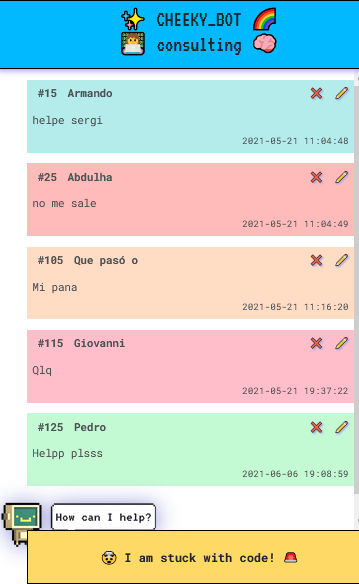 CHEEKY_BOT
consulting
#15 Armando
helpe sergi
2021-05-21 11:04:48
#25 Abdulha
no me sale
2021-05-21 11:04:49
#105 Que pasó o
Mi pana
2021-05-21 11:16:20
#115 Giovanni
Qlq
2021-05-21 19:37:22
#125 Pedro
Helpp plsss
2021-06-06 19:08:59
How can I help?
I am stuck with code!